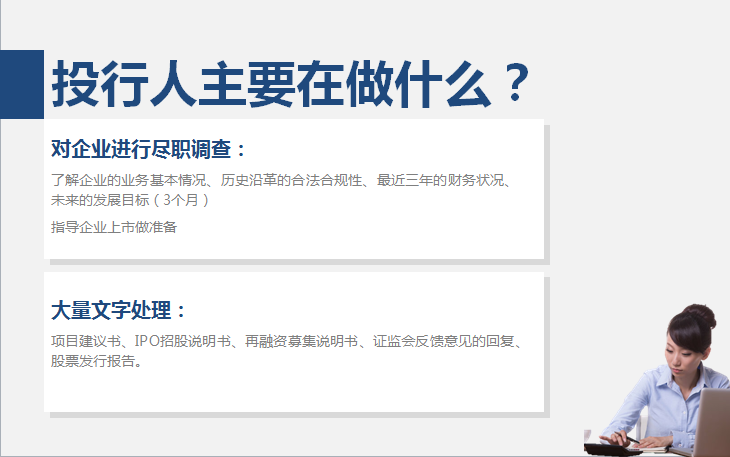 投行人主要在做什么？
对企业进行尽职调查：
了解企业的业务基本情况、历史沿革的合法合规性、最近三年的财务状况、
未来的发展目标（3个月）
指导企业上市做准备
大量文字处理：
项目建议书、IPO招股说明书、再融资募集说明书、证监会反馈意见的回复、
股票发行报告。